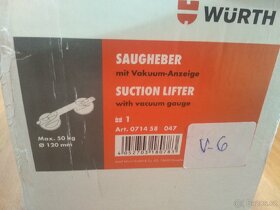 WÜRTH
SAUGHEBER
mit Vakuum-Anzeige
SUCTION LIFTER
with vacuum gauge
Max. 50 kg
Ø 120 mm
1
Art. 0714 58 047
V-6